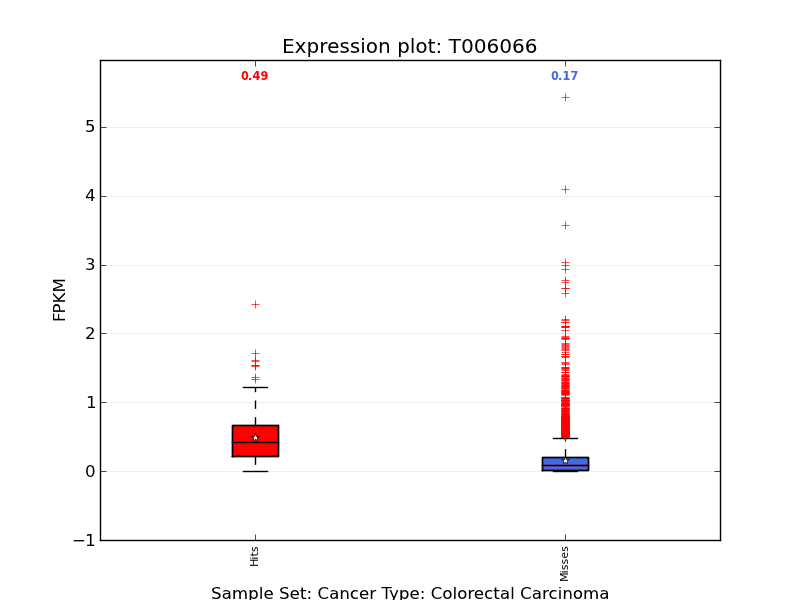 Expression plot: T006066
0.49
0.17
5
4
3
2
1
0
−1
FPKM
Hits
Misses
Sample Set: Cancer Type: Colorectal Carcinoma